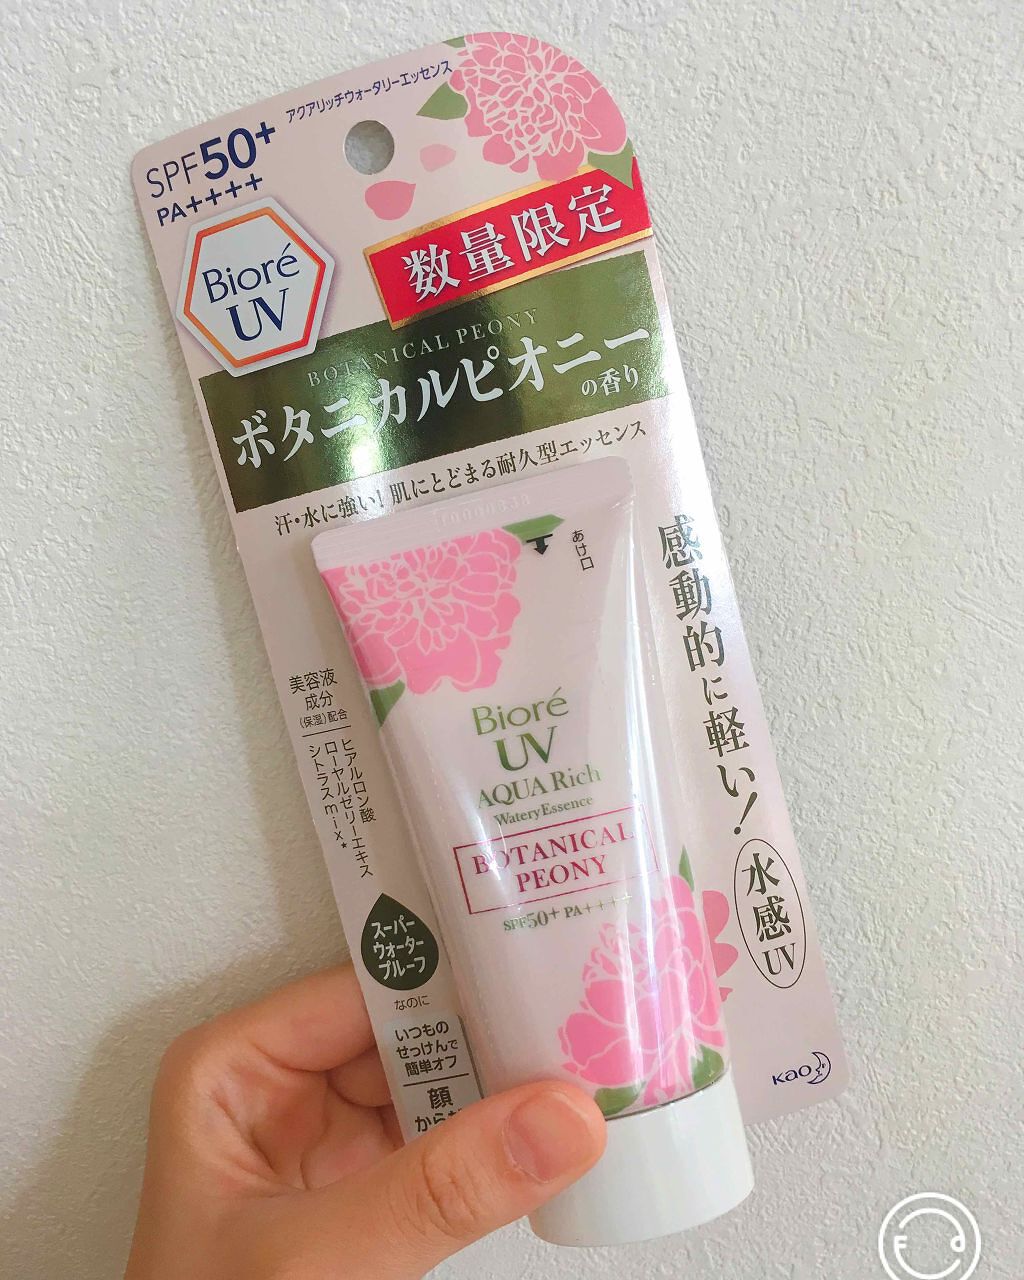 アクアリッチウォータリーエッセンス
SPF50+
PA++++
Bioré
UV
数量限定
BOTANICAL PEONY
ボタニカルピオニー
の香り
汗・水に強い! 肌にとどまる耐久型エッセンス
あけ口
感動的に軽い!
水感
UV
美容液
成分
(保湿)配合
ヒアルロン酸
ローヤルゼリーエキス
シトラスmix*
Bioré
UV
AQUA Rich
Watery Essence
BOTANICAL
PEONY
SPF50+ PA++++
スーパー
ウォーター
プルーフ
なのに
いつもの
せっけんで
簡単オフ
顔
Kao